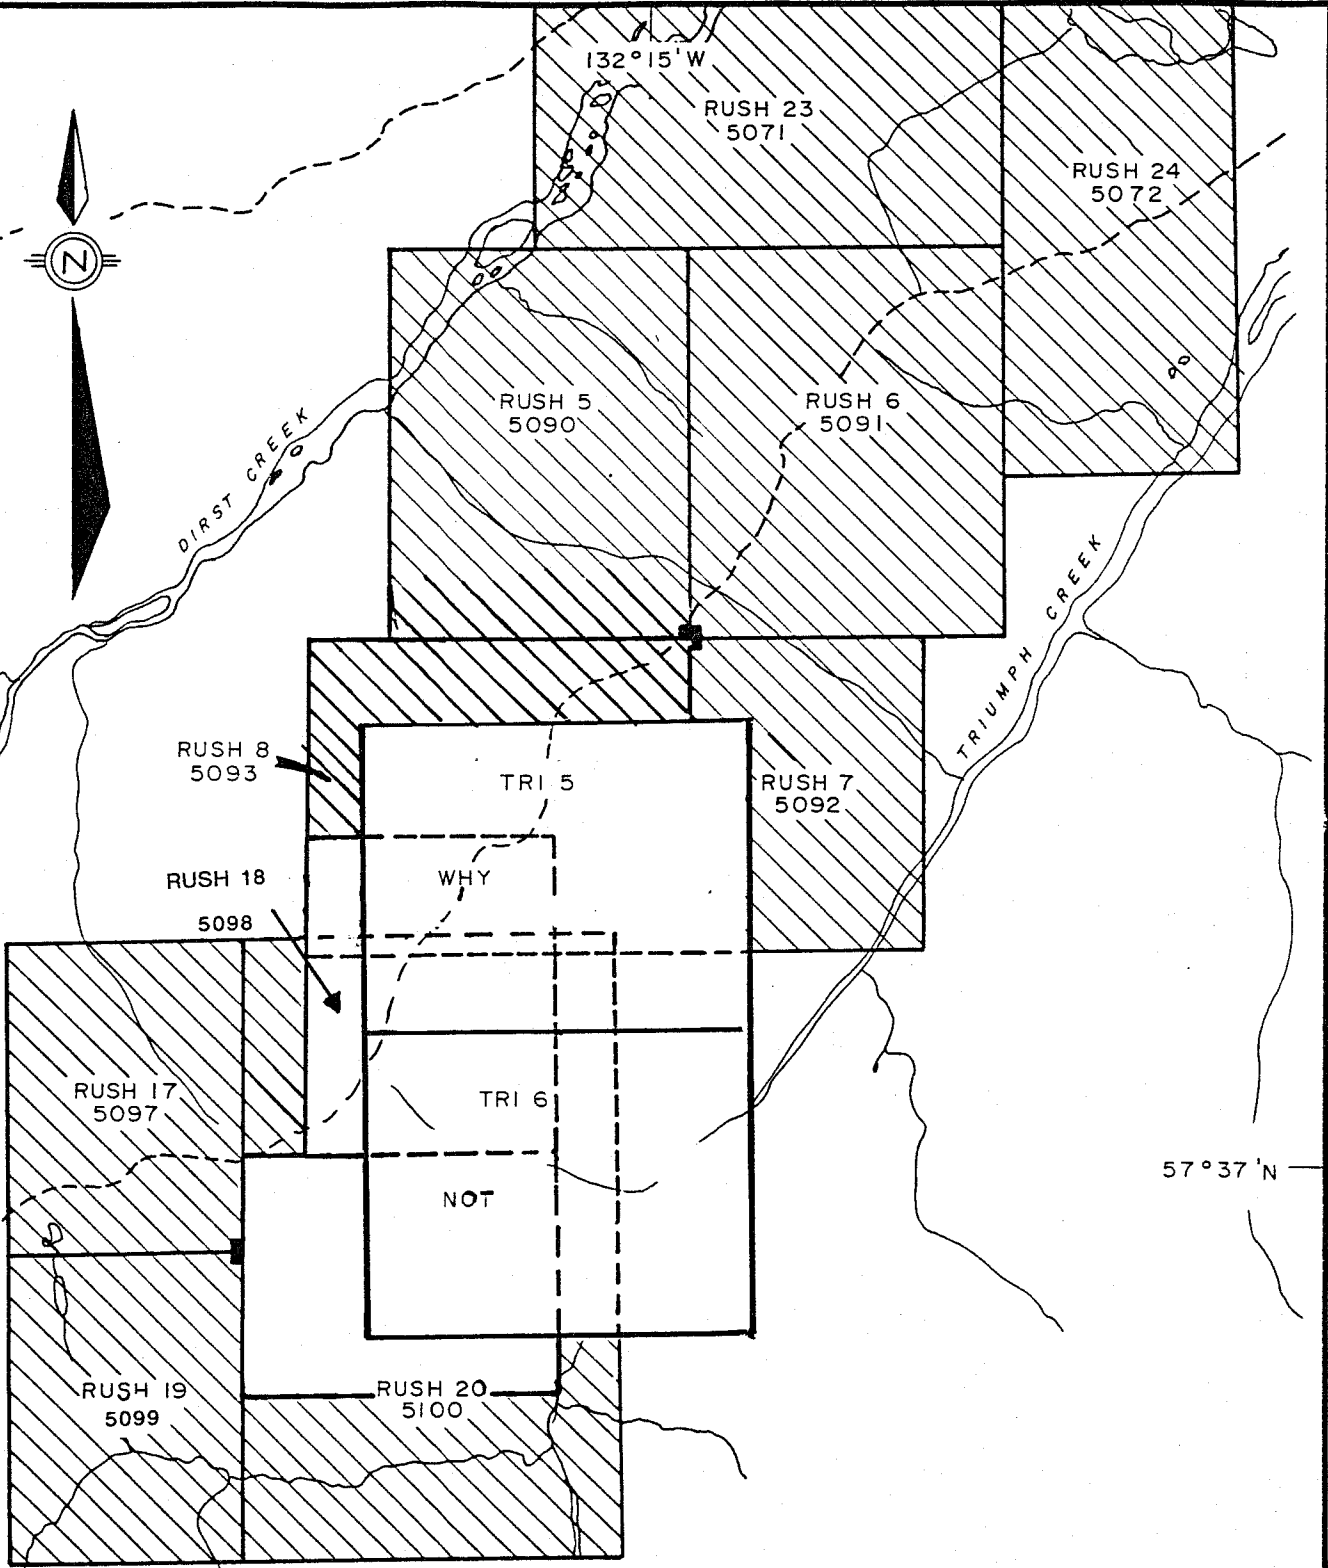 132°15'W
RUSH 23
5071
RUSH 24
5072
N
RUSH 5
5090
RUSH 6
5091
DIRST CREEK
TRIUMPH CREEK
RUSH 8
5093
TRI 5
RUSH 7
5092
RUSH 18
5098
WHY
RUSH 17
5097
TRI 6
57°37'N
NOT
RUSH 19
5099
RUSH 20
5100